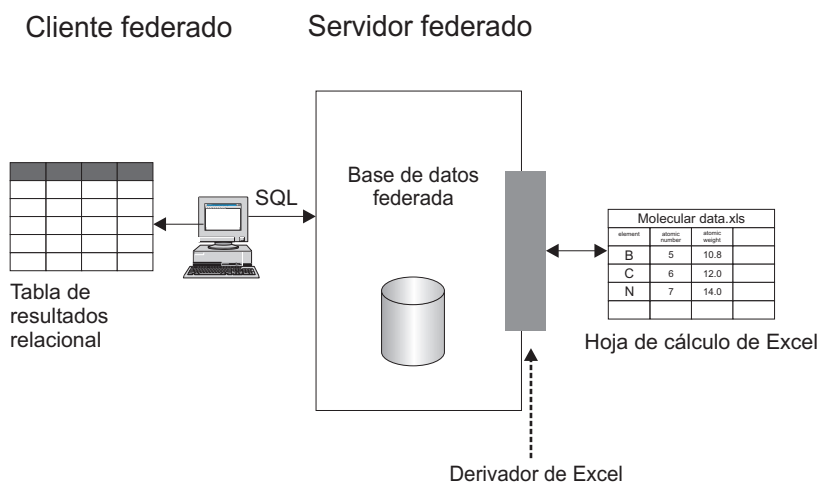 Cliente federado
Servidor federado
SQL
Base de datos
federada
Tabla de
resultados
relacional
Molecular data.xls
element atomic number atomic weight
B 5 10.8
C 6 12.0
N 7 14.0
Hoja de cálculo de Excel
Derivador de Excel